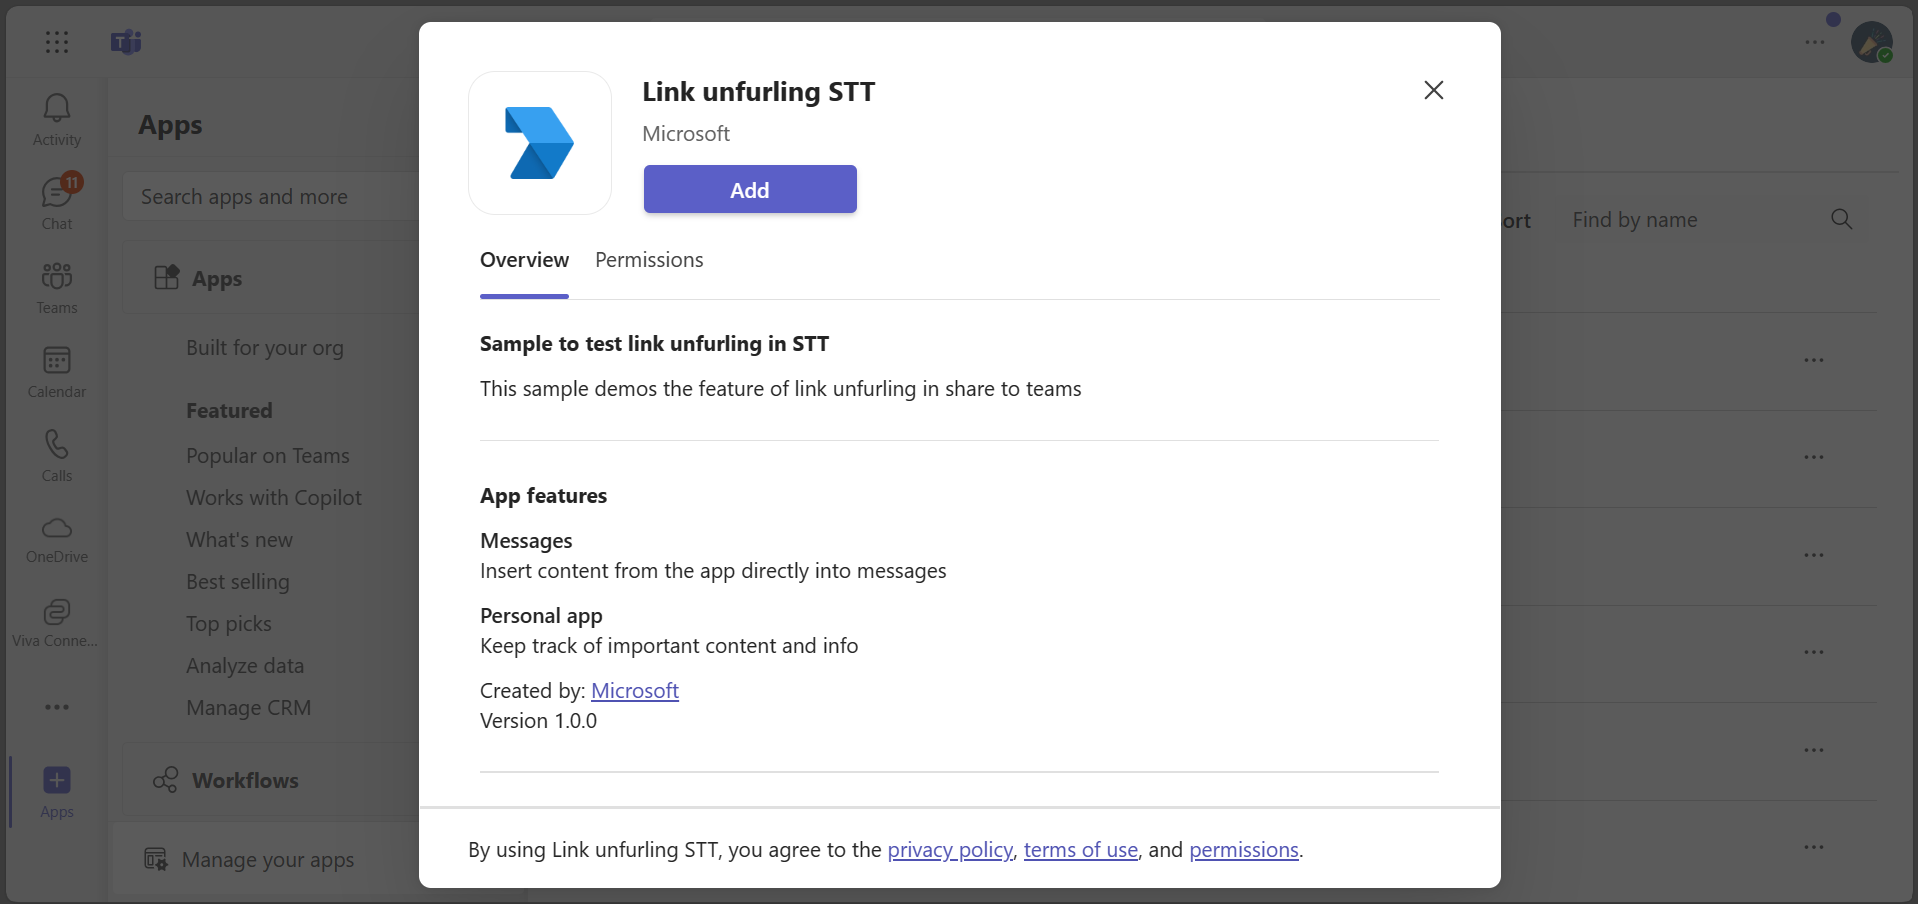 T
Activity
11
Chat
Teams
Calendar
Calls
OneDrive
Viva Conne...
Apps
Apps
Search apps and more
Apps
Built for your org
Featured
Popular on Teams
Works with Copilot
What's new
Best selling
Top picks
Analyze data
Manage CRM
Workflows
Manage your apps
Link unfurling STT
Microsoft
Add
Overview
Permissions
Sample to test link unfurling in STT
This sample demos the feature of link unfurling in share to teams
App features
Messages
Insert content from the app directly into messages
Personal app
Keep track of important content and info
Created by: Microsoft
Version 1.0.0
By using Link unfurling STT, you agree to the privacy policy, terms of use, and permissions.
ort
Find by name